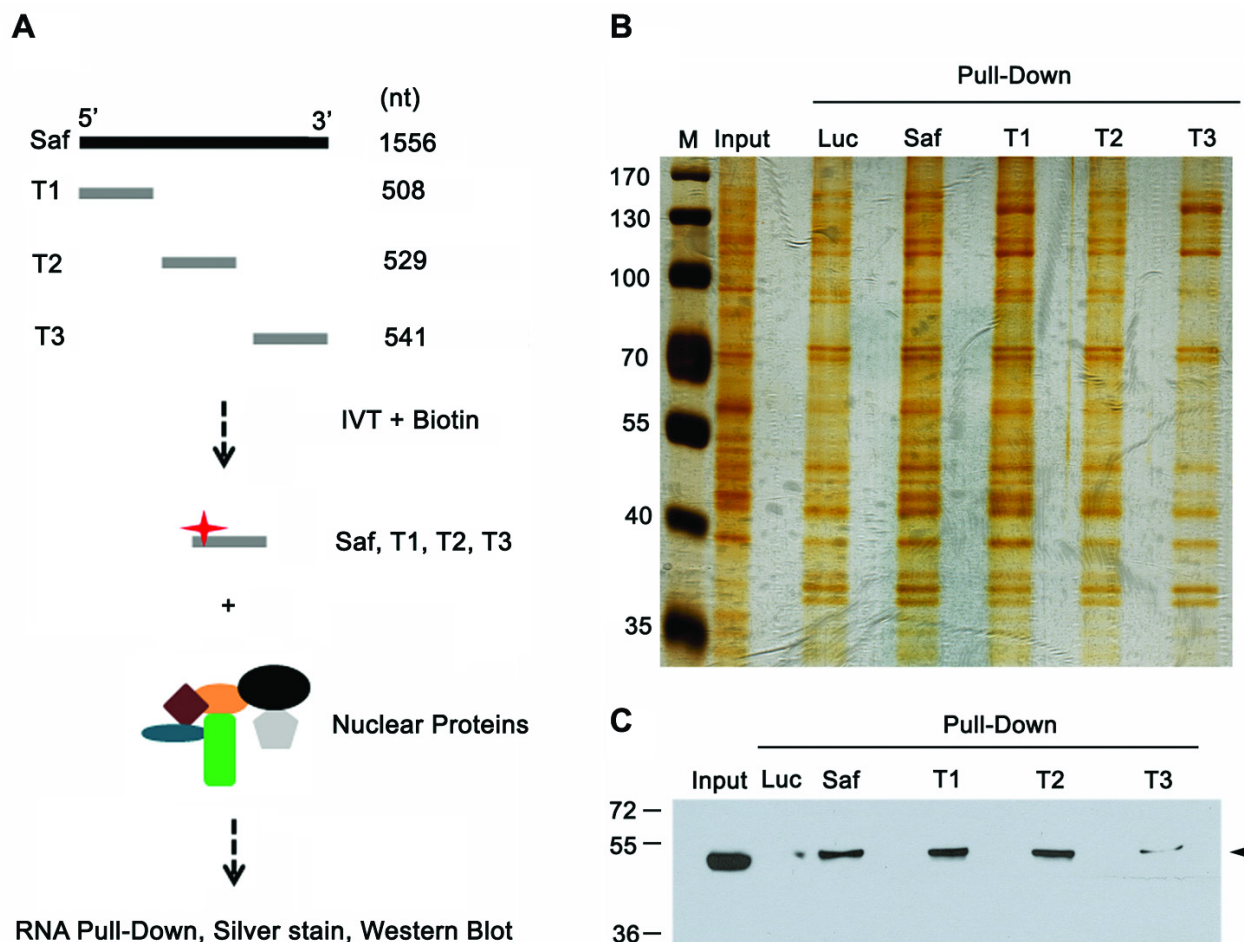 A
5' 3' (nt)
Saf 1556
T1 508
T2 529
T3 541
IVT + Biotin
Saf, T1, T2, T3
+
Nuclear Proteins
RNA Pull-Down, Silver stain, Western Blot
B
Pull-Down
M Input Luc Saf T1 T2 T3
170
130
100
70
55
40
35
C
Pull-Down
Input Luc Saf T1 T2 T3
72
55
36